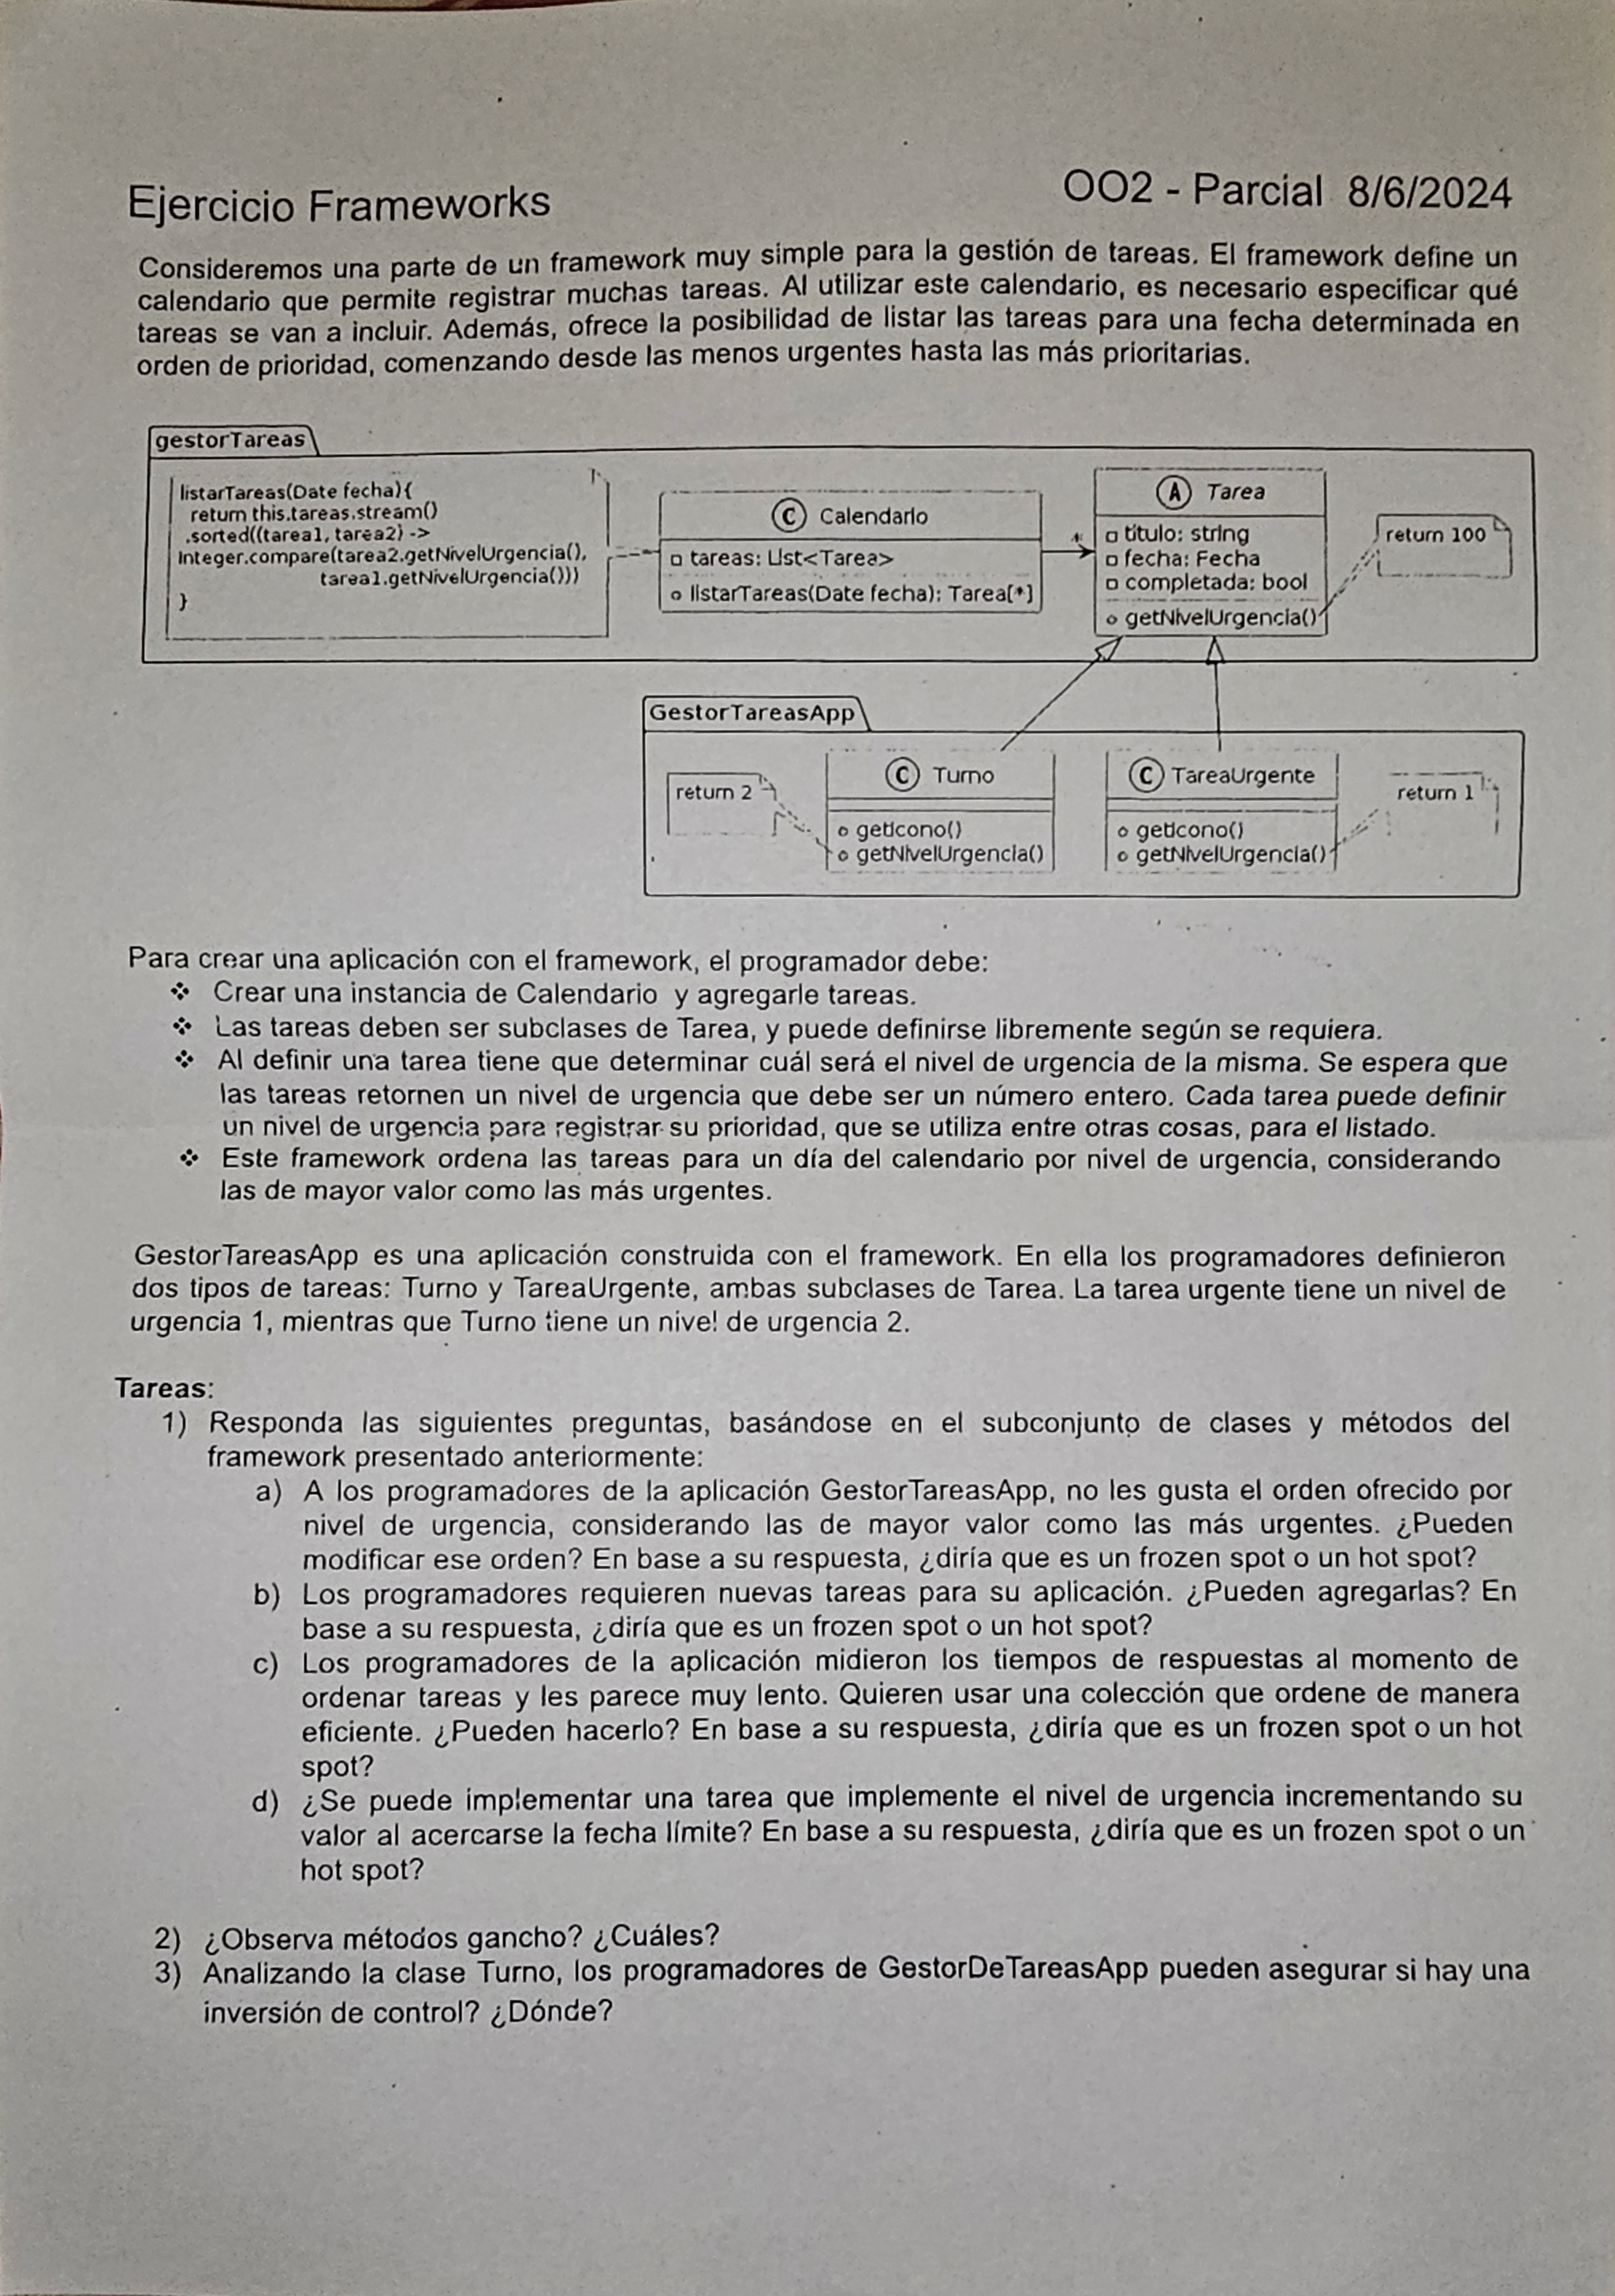 Ejercicio Frameworks
OO2 - Parcial 8/6/2024
Consideremos una parte de un framework muy simple para la gestión de tareas. El framework define un
calendario que permite registrar muchas tareas. Al utilizar este calendario, es necesario especificar qué
tareas se van a incluir. Además, ofrece la posibilidad de listar las tareas para una fecha determinada en
orden de prioridad, comenzando desde las menos urgentes hasta las más prioritarias.
gestorTareas
listarTareas(Date fecha){
return this.tareas.stream()
.sorted((tarea1, tarea2) ->
Integer.compare(tarea2.getNivelUrgencia(),
tarea1.getNivelUrgencia()))
}
C Calendario
tareas: List<Tarea>
listarTareas(Date fecha): Tarea[*]
*
A Tarea
titulo: string
fecha: Fecha
completada: bool
getNivelUrgencia()
return 100
GestorTareasApp
return 2
C Turno
getIcono()
getNivelUrgencia()
C TareaUrgente
getIcono()
getNivelUrgencia()
return 1
Para crear una aplicación con el framework, el programador debe:
❖ Crear una instancia de Calendario y agregarle tareas.
❖ Las tareas deben ser subclases de Tarea, y puede definirse libremente según se requiera.
❖ Al definir una tarea tiene que determinar cuál será el nivel de urgencia de la misma. Se espera que
las tareas retornen un nivel de urgencia que debe ser un número entero. Cada tarea puede definir
un nivel de urgencia para registrar su prioridad, que se utiliza entre otras cosas, para el listado.
❖ Este framework ordena las tareas para un día del calendario por nivel de urgencia, considerando
las de mayor valor como las más urgentes.
GestorTareasApp es una aplicación construida con el framework. En ella los programadores definieron
dos tipos de tareas: Turno y TareaUrgente, ambas subclases de Tarea. La tarea urgente tiene un nivel de
urgencia 1, mientras que Turno tiene un nivel de urgencia 2.
Tareas:
1) Responda las siguientes preguntas, basándose en el subconjunto de clases y métodos del
framework presentado anteriormente:
a) A los programadores de la aplicación GestorTareasApp, no les gusta el orden ofrecido por
nivel de urgencia, considerando las de mayor valor como las más urgentes. ¿Pueden
modificar ese orden? En base a su respuesta, ¿diría que es un frozen spot o un hot spot?
b) Los programadores requieren nuevas tareas para su aplicación. ¿Pueden agregarlas? En
base a su respuesta, ¿diría que es un frozen spot o un hot spot?
c) Los programadores de la aplicación midieron los tiempos de respuestas al momento de
ordenar tareas y les parece muy lento. Quieren usar una colección que ordene de manera
eficiente. ¿Pueden hacerlo? En base a su respuesta, ¿diría que es un frozen spot o un hot
spot?
d) ¿Se puede implementar una tarea que implemente el nivel de urgencia incrementando su
valor al acercarse la fecha límite? En base a su respuesta, ¿diría que es un frozen spot o un
hot spot?
2) ¿Observa métodos gancho? ¿Cuáles?
3) Analizando la clase Turno, los programadores de GestorDeTareasApp pueden asegurar si hay una
inversión de control? ¿Dónde?